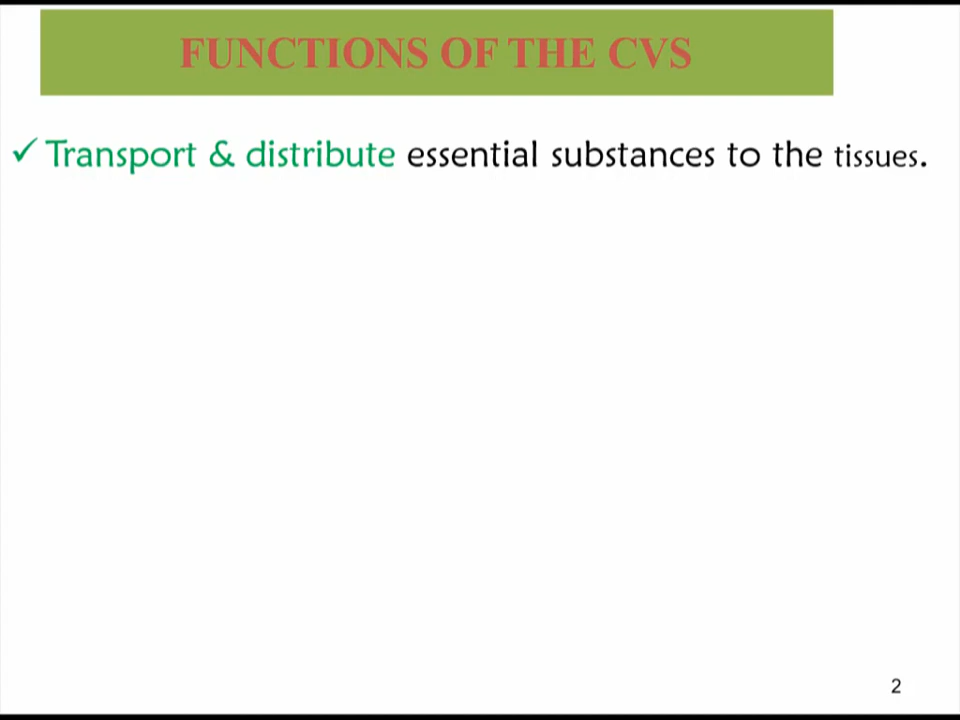 FUNCTIONS OF THE CVS
✓ Transport & distribute essential substances to the tissues.
2